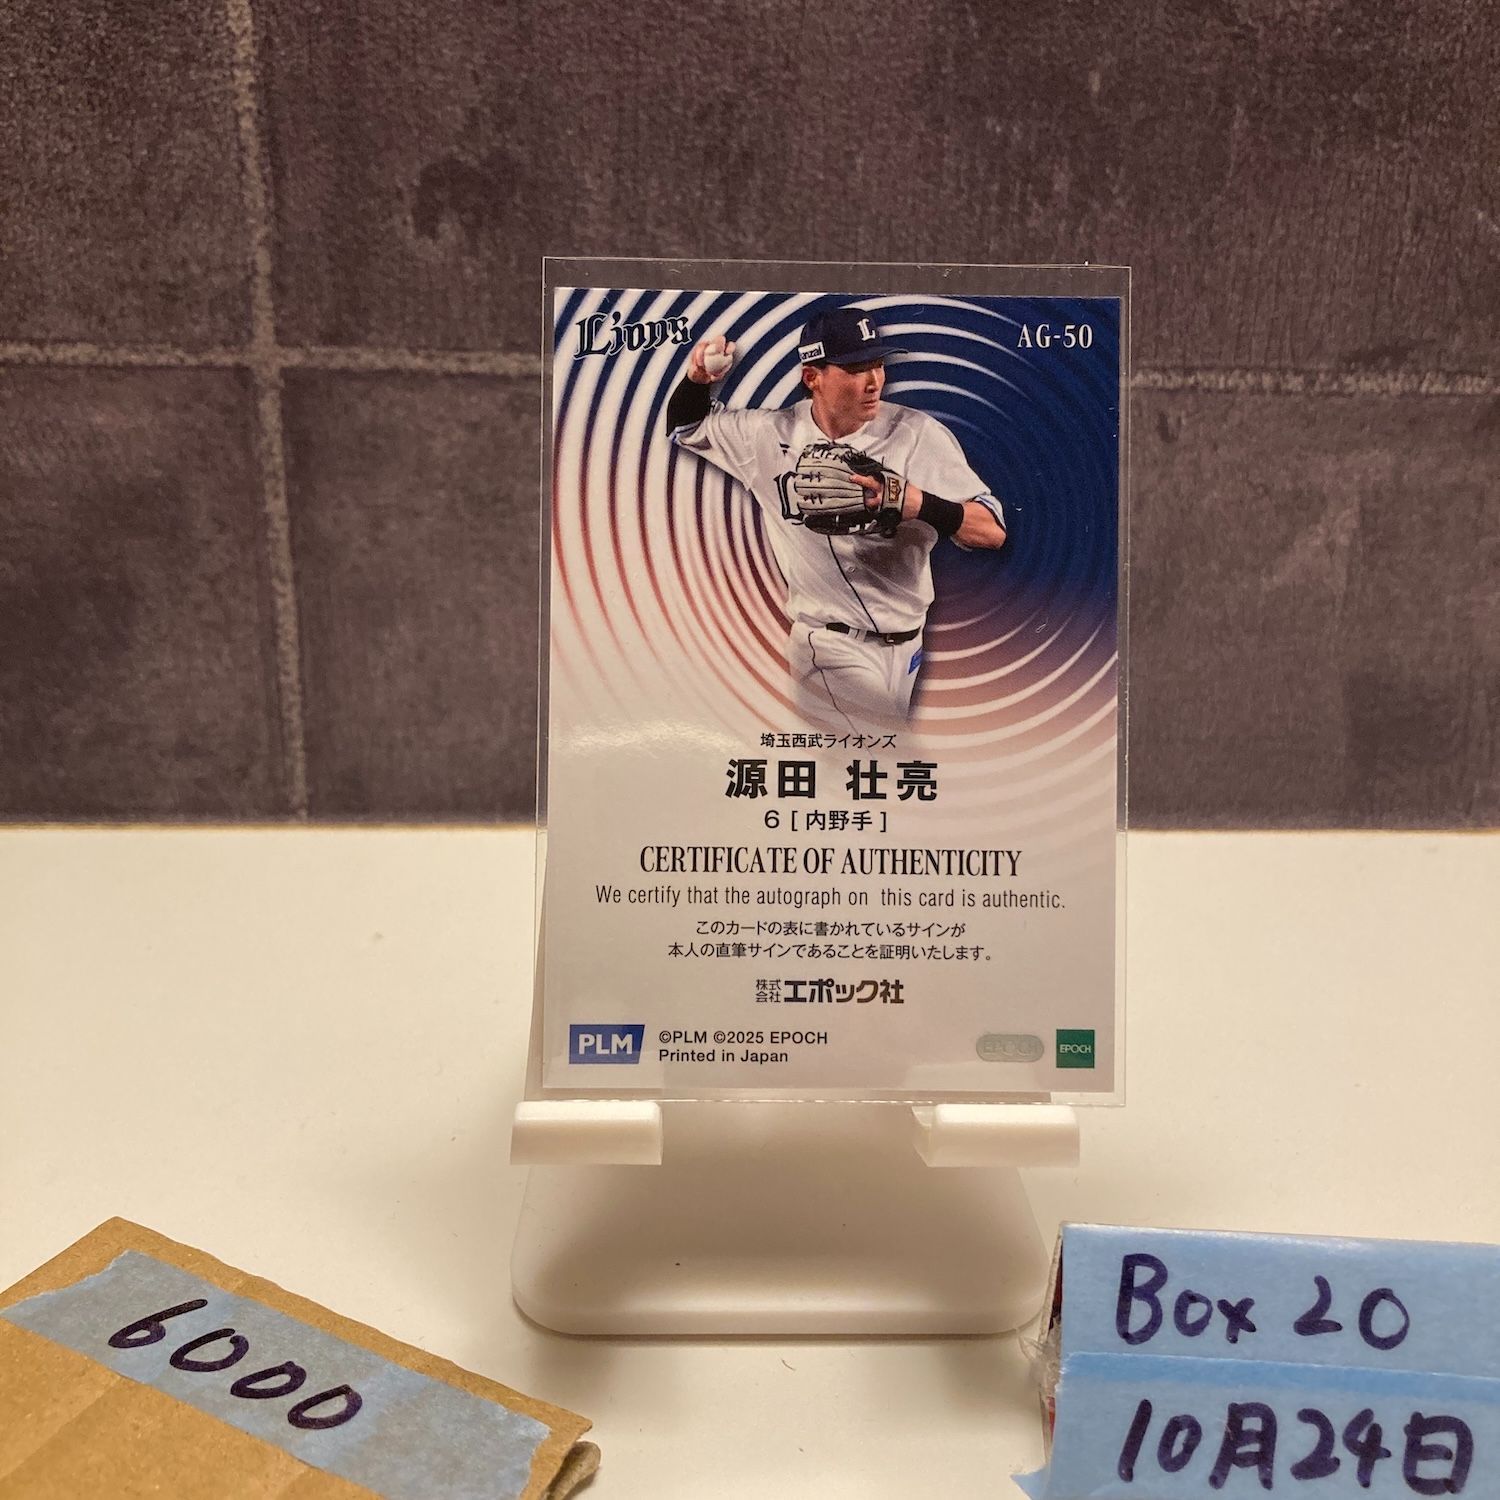 Lions
AG-50
L
anzai
埼玉西武ライオンズ
源田 壮亮
6 [ 内野手 ]
CERTIFICATE OF AUTHENTICITY
We certify that the autograph on this card is authentic.
このカードの表に書かれているサインが
本人の直筆サインであることを証明いたします。
株式会社エポック社
PLM
©PLM ©2025 EPOCH
Printed in Japan
EPOCH
EPOCH
6000
Box 20
10月24日